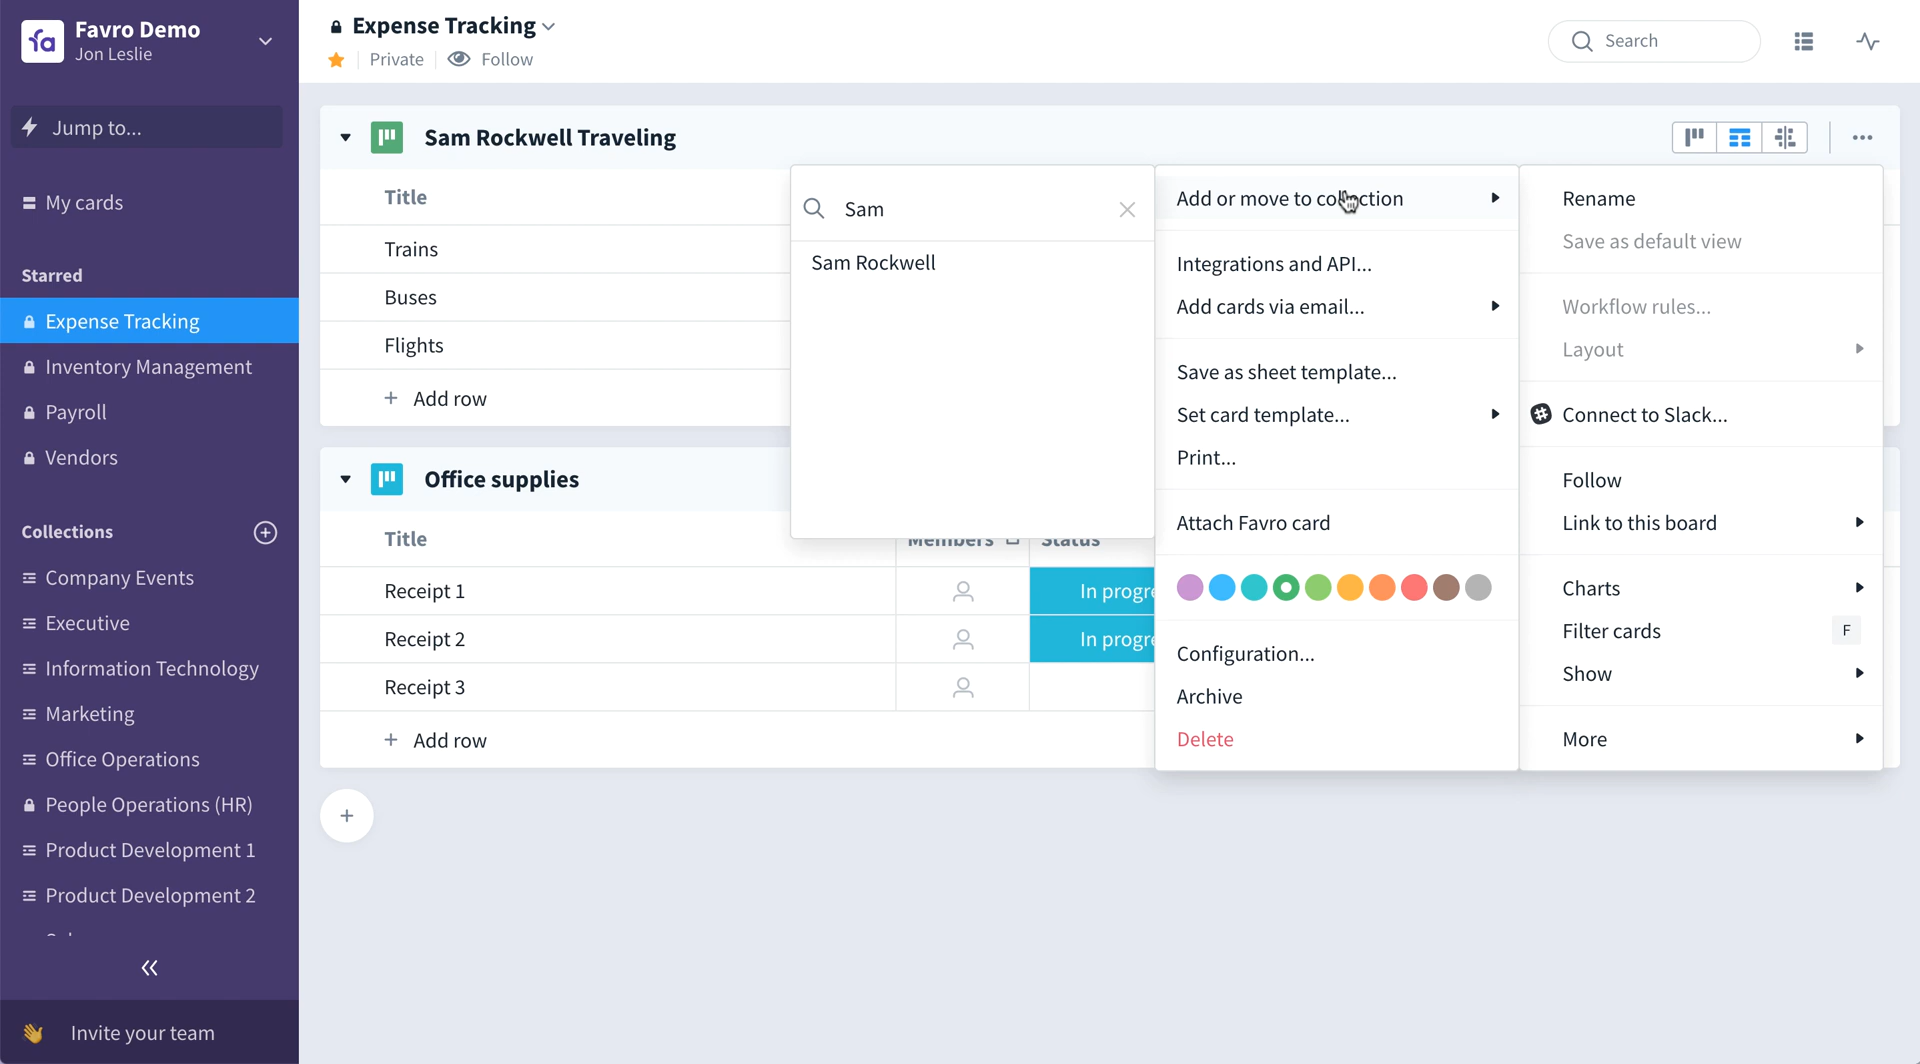 Favro Demo
Jon Leslie
Jump to...
My cards
Starred
Expense Tracking
Inventory Management
Payroll
Vendors
Collections
Company Events
Executive
Information Technology
Marketing
Office Operations
People Operations (HR)
Product Development 1
Product Development 2
Invite your team
Expense Tracking
Private
Follow
Search
Sam Rockwell Traveling
Title
Trains
Buses
Flights
+ Add row
Office supplies
Title
Members
Status
Receipt 1
In progre
Receipt 2
In progre
Receipt 3
+ Add row
Sam
Sam Rockwell
Add or move to collection
Integrations and API...
Add cards via email...
Save as sheet template...
Set card template...
Print...
Attach Favro card
Configuration...
Archive
Delete
Rename
Save as default view
Workflow rules...
Layout
Connect to Slack...
Follow
Link to this board
Charts
Filter cards
F
Show
More